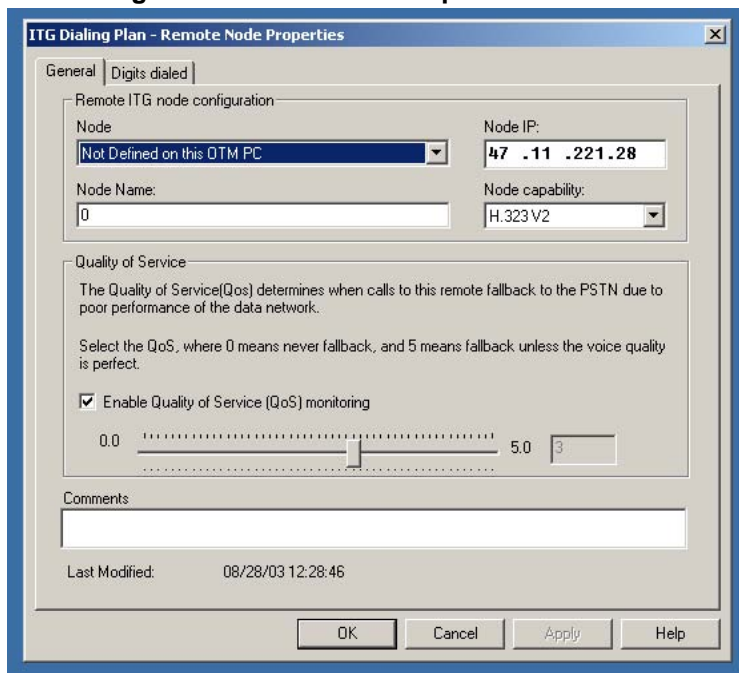 ITG Dialing Plan - Remote Node Properties
General Digits dialed
Remote ITG node configuration
Node Node IP:
Not Defined on this OTM PC 47 .11 .221.28
Node Name: Node capability:
0 H.323 V2
Quality of Service
The Quality of Service(Qos) determines when calls to this remote fallback to the PSTN due to
poor performance of the data network.
Select the QoS, where 0 means never fallback, and 5 means fallback unless the voice quality
is perfect.
Enable Quality of Service (QoS) monitoring
0.0 5.0 3
Comments
Last Modified: 08/28/03 12:28:46
OK Cancel Apply Help